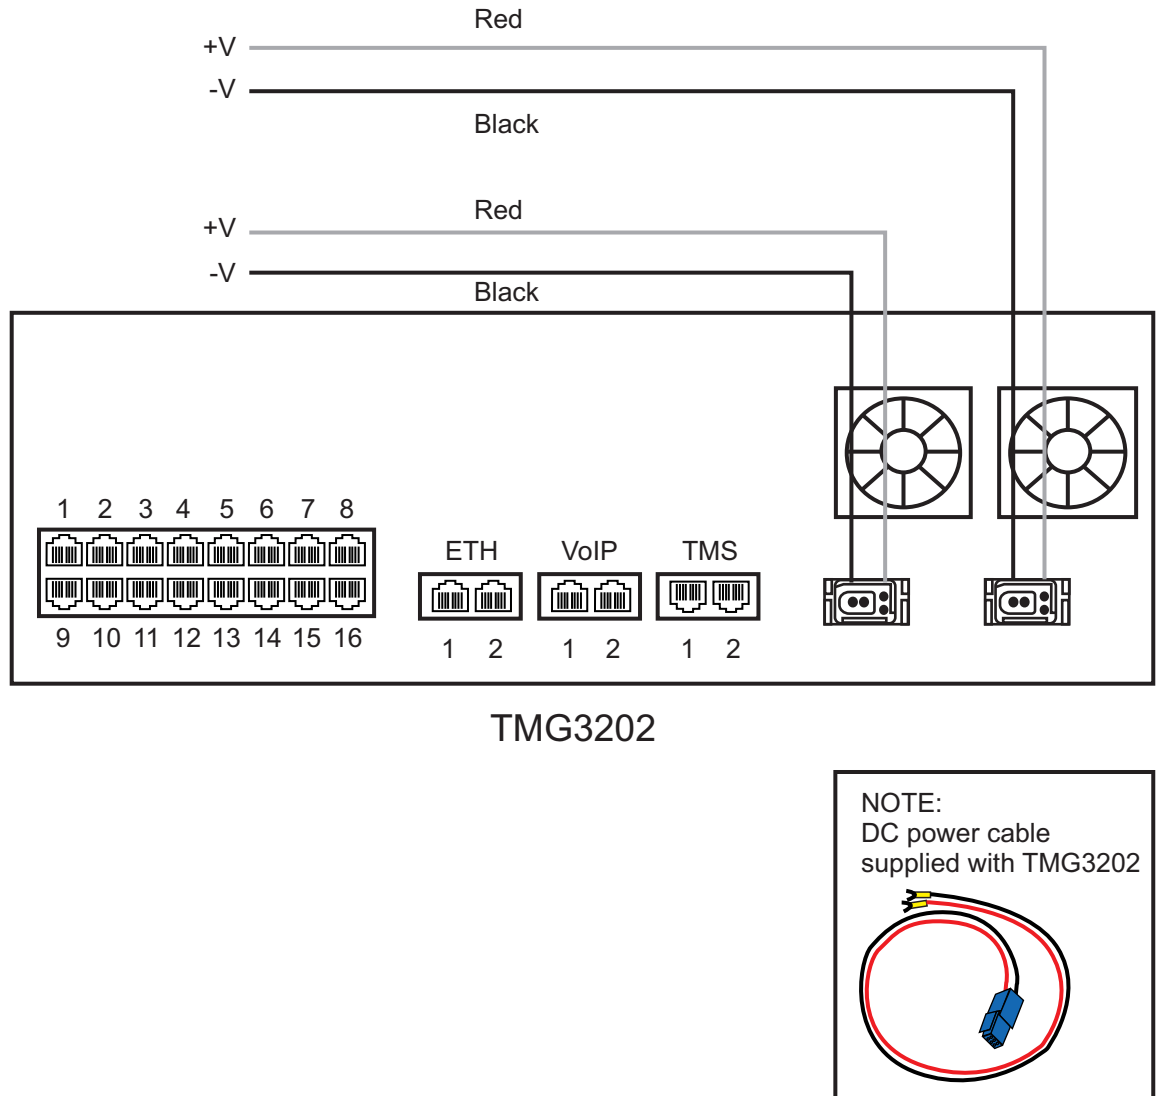 Red
+V
-V
Black
Red
+V
-V
Black
1 2 3 4 5 6 7 8
ETH VoIP TMS
9 10 11 12 13 14 15 16
1 2 1 2 1 2
TMG3202
NOTE:
DC power cable
supplied with TMG3202